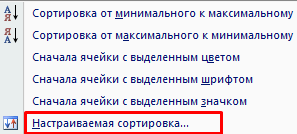 А
Я
Сортировка от минимального к максимальному
Я
А
Сортировка от максимального к минимальному
Сначала ячейки с выделенным цветом
Сначала ячейки с выделенным шрифтом
Сначала ячейки с выделенным значком
Настраиваемая сортировка...